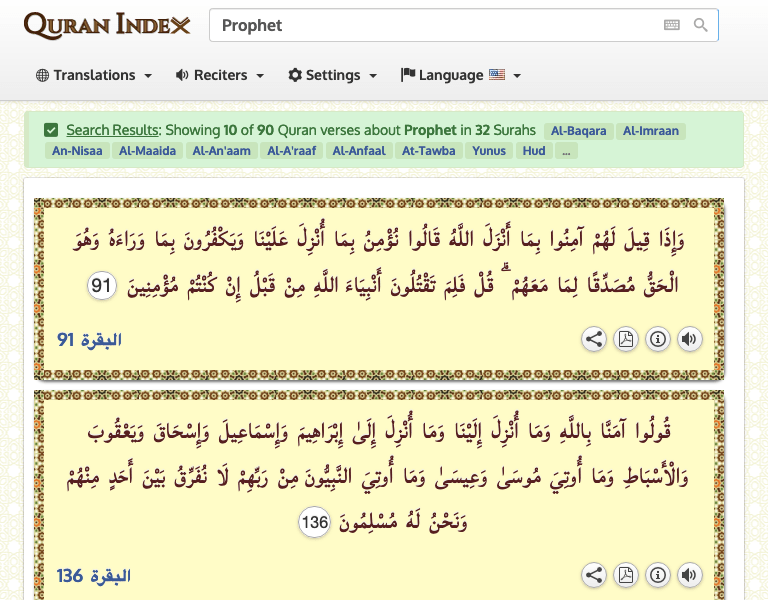 QURAN INDEX
Prophet
Translations Reciters Settings Language
Search Results: Showing 10 of 90 Quran verses about Prophet in 32 Surahs Al-Baqara Al-Imraan
An-Nisaa Al-Maaida Al-An'aam Al-A'raaf Al-Anfaal At-Tawba Yunus Hud ...
وَإِذَا قِيلَ لَهُمْ آمِنُوا بِمَا أَنْزَلَ اللَّهُ قَالُوا نُؤْمِنُ بِمَا أُنْزِلَ عَلَيْنَا وَيَكْفُرُونَ بِمَا وَرَاءَهُ وَهُوَ
الْحَقُّ مُصَدِّقًا لِمَا مَعَهُمْ ۗ قُلْ فَلِمَ تَقْتُلُونَ أَنْبِيَاءَ اللَّهِ مِنْ قَبْلُ إِنْ كُنْتُمْ مُؤْمِنِينَ 91
البقرة 91
قُولُوا آمَنَّا بِاللَّهِ وَمَا أُنْزِلَ إِلَيْنَا وَمَا أُنْزِلَ إِلَىٰ إِبْرَاهِيمَ وَإِسْمَاعِيلَ وَإِسْحَاقَ وَيَعْقُوبَ
وَالْأَسْبَاطِ وَمَا أُوتِيَ مُوسَىٰ وَعِيسَىٰ وَمَا أُوتِيَ النَّبِيُّونَ مِنْ رَبِّهِمْ لَا نُفَرِّقُ بَيْنَ أَحَدٍ مِنْهُمْ
وَنَحْنُ لَهُ مُسْلِمُونَ 136
البقرة 136